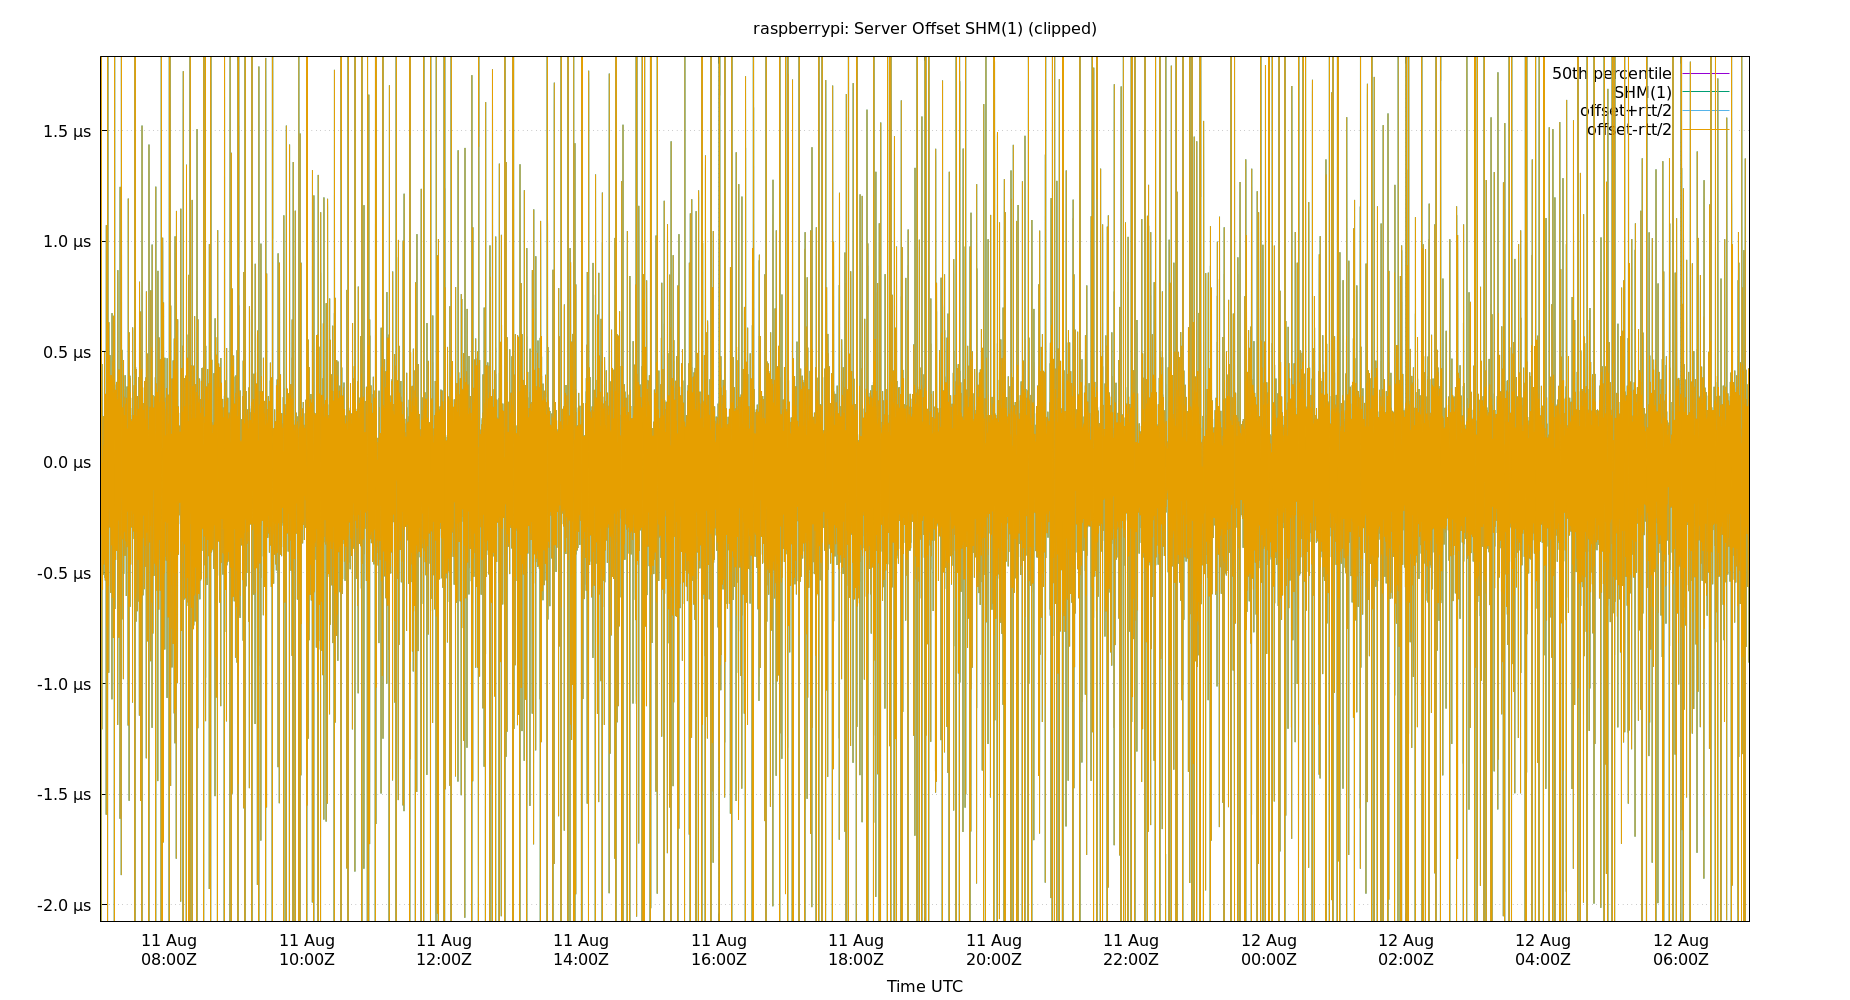 raspberrypi: Server Offset SHM(1) (clipped)
50th percentile
SHM(1)
offset+rtt/2
offset-rtt/2
1.5 µs
1.0 µs
0.5 µs
0.0 µs
-0.5 µs
-1.0 µs
-1.5 µs
-2.0 µs
11 Aug 11 Aug 11 Aug 11 Aug 11 Aug 11 Aug 11 Aug 11 Aug 12 Aug 12 Aug 12 Aug 12 Aug
08:00Z 10:00Z 12:00Z 14:00Z 16:00Z 18:00Z 20:00Z 22:00Z 00:00Z 02:00Z 04:00Z 06:00Z
Time UTC